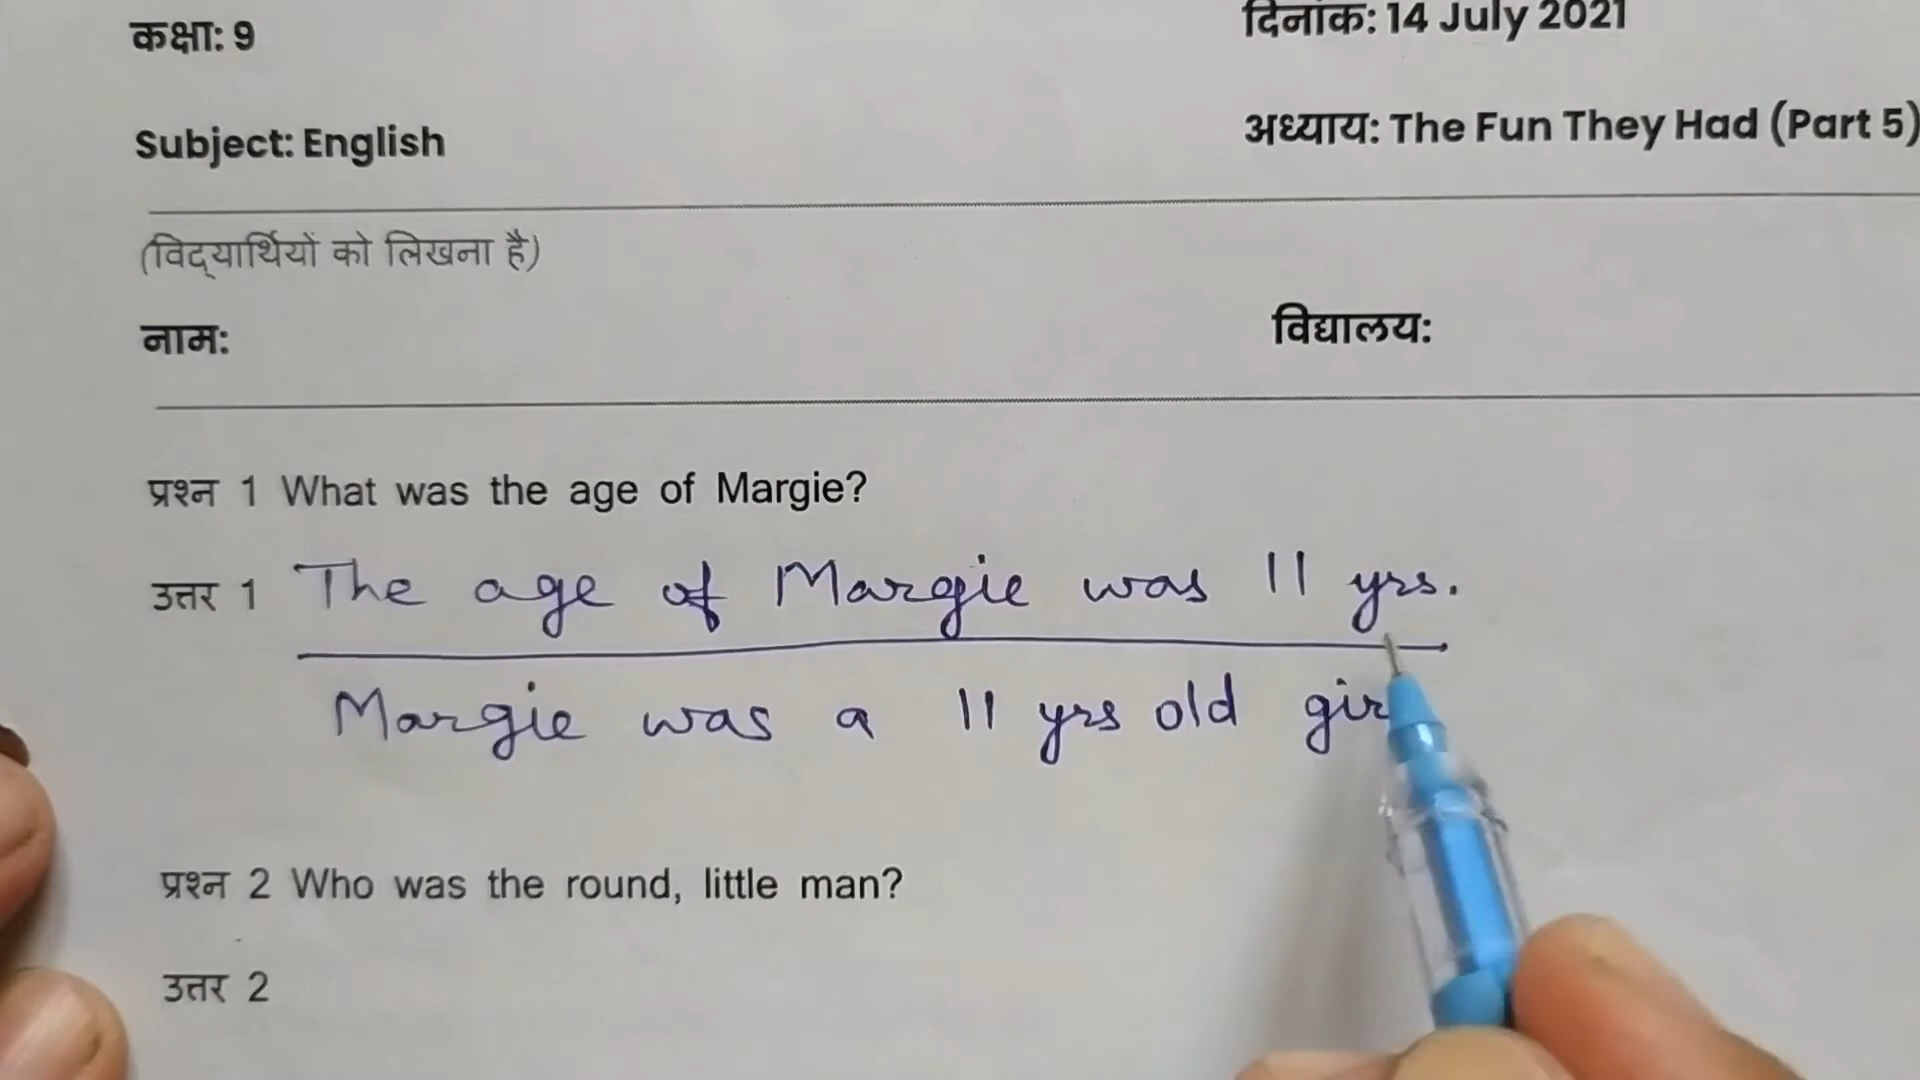 कक्षा: 9
दिनांक: 14 July 2021
Subject: English
अध्याय: The Fun They Had (Part 5)
(विद्यार्थियों को लिखना है)
नाम:
विद्यालय:
प्रश्न 1 What was the age of Margie?
उत्तर 1 The age of Margie was 11 yrs.
Margie was a 11 yrs old gir
प्रश्न 2 Who was the round, little man?
उत्तर 2